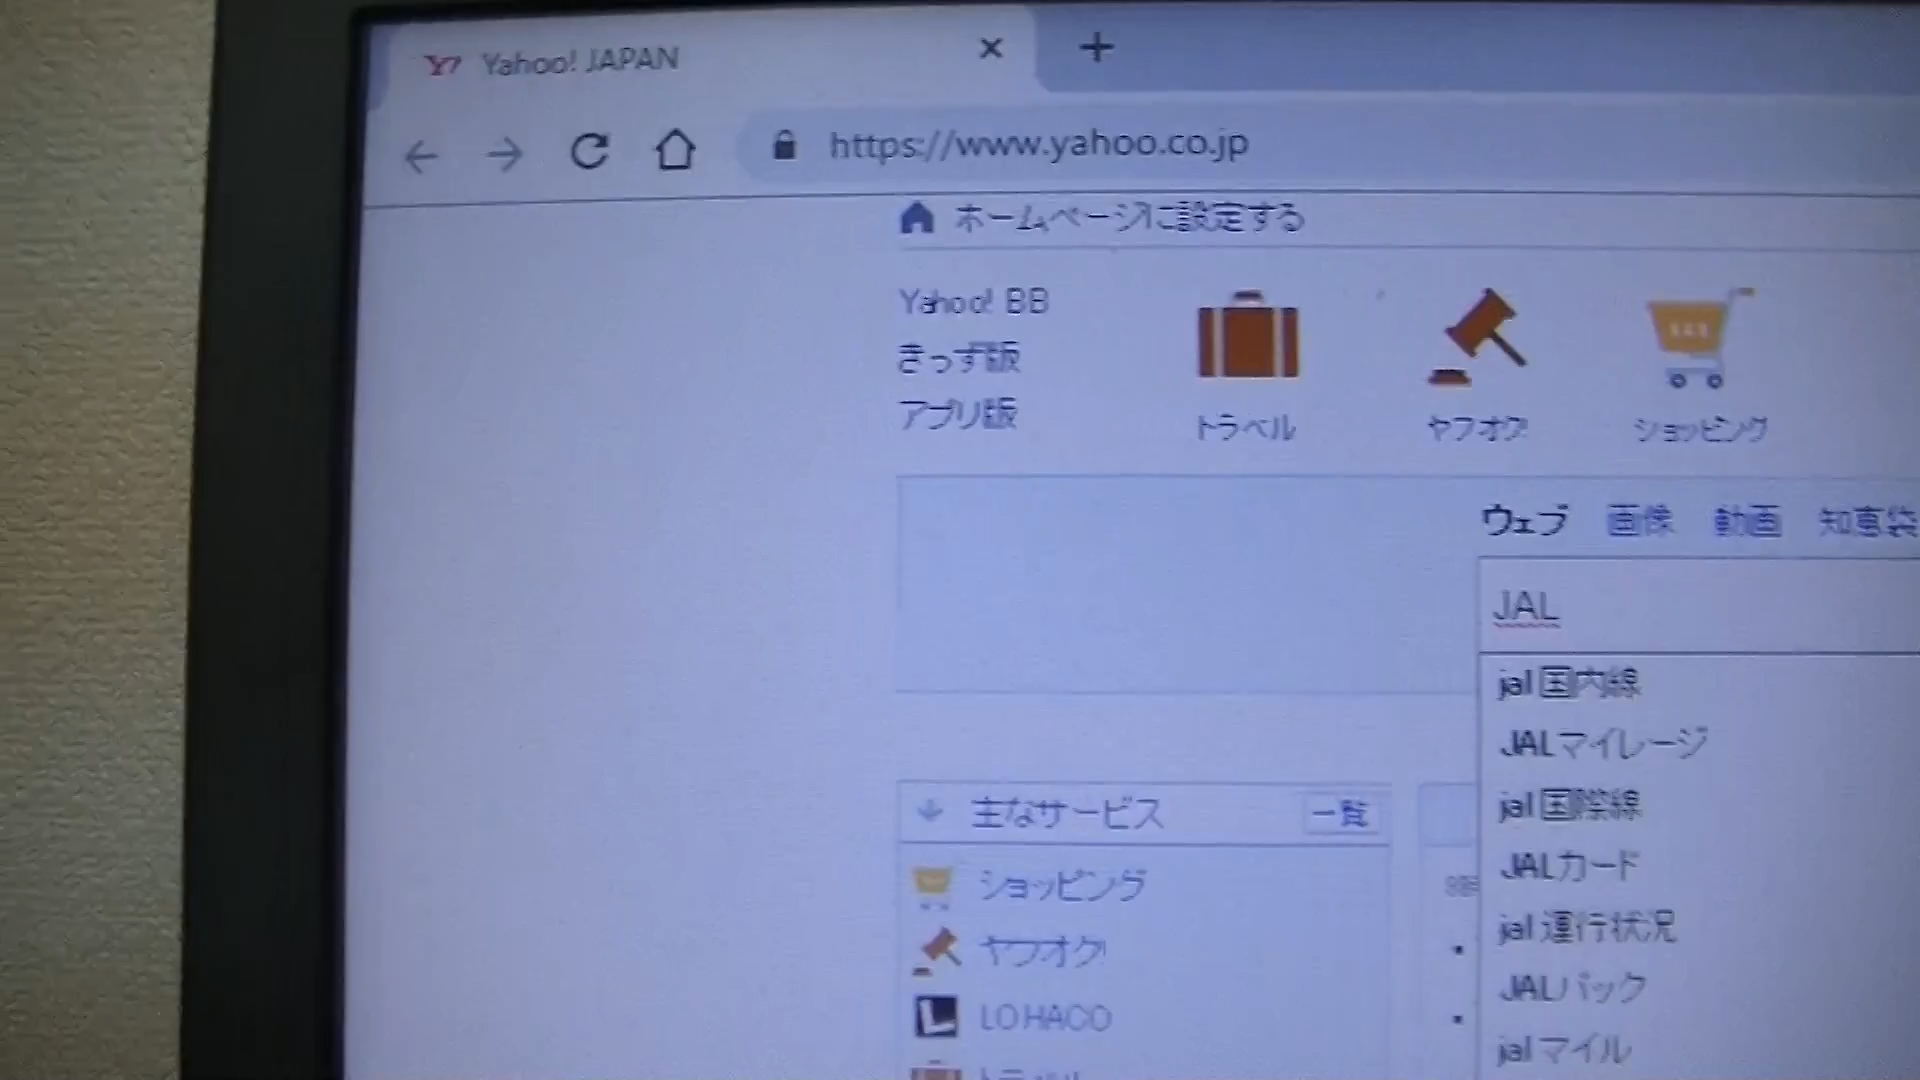 Yahoo! JAPAN
https://www.yahoo.co.jp
ホームページに設定する
Yahoo! BB
きっず版
アプリ版
トラベル
ヤフオク!
ショッピング
ウェブ 画像 動画 知恵袋
JAL
jal 国内線
JALマイレージ
jal 国際線
JALカード
jal 運行状況
JALパック
jal マイル
主なサービス 一覧
ショッピング
ヤフオク!
LOHACO
トラベル